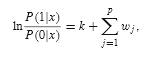 ln P(1|x) / P(0|x) = k + ∑_{j=1}^{p} w_j,